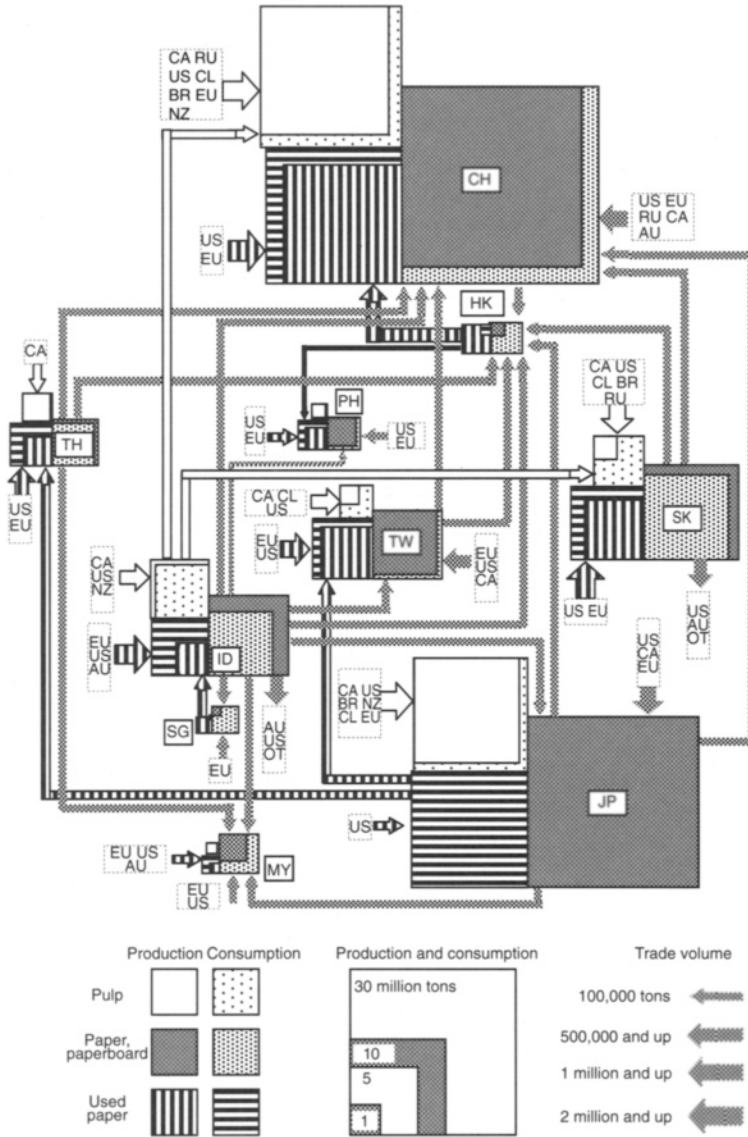 CA RU
US CL
BR EU
NZ
CH
US EU
RU CA
AU
US
EU
HK
CA
CA US
CL BR
RU
PH
US
EU
US
EU
TH
US
EU
CA CL
US
SK
TW
EU
US
EU
US
CA
CA
US
NZ
US EU
US
AU
OT
EU
US
AU
ID
US
CA
EU
CA US
BR NZ
CL EU
SG
AU
US
OT
EU
JP
US
EU US
AU
MY
EU
US
Production Consumption
Pulp
Paper,
paperboard
Used
paper
Production and consumption
30 million tons
10
5
1
Trade volume
100,000 tons
500,000 and up
1 million and up
2 million and up